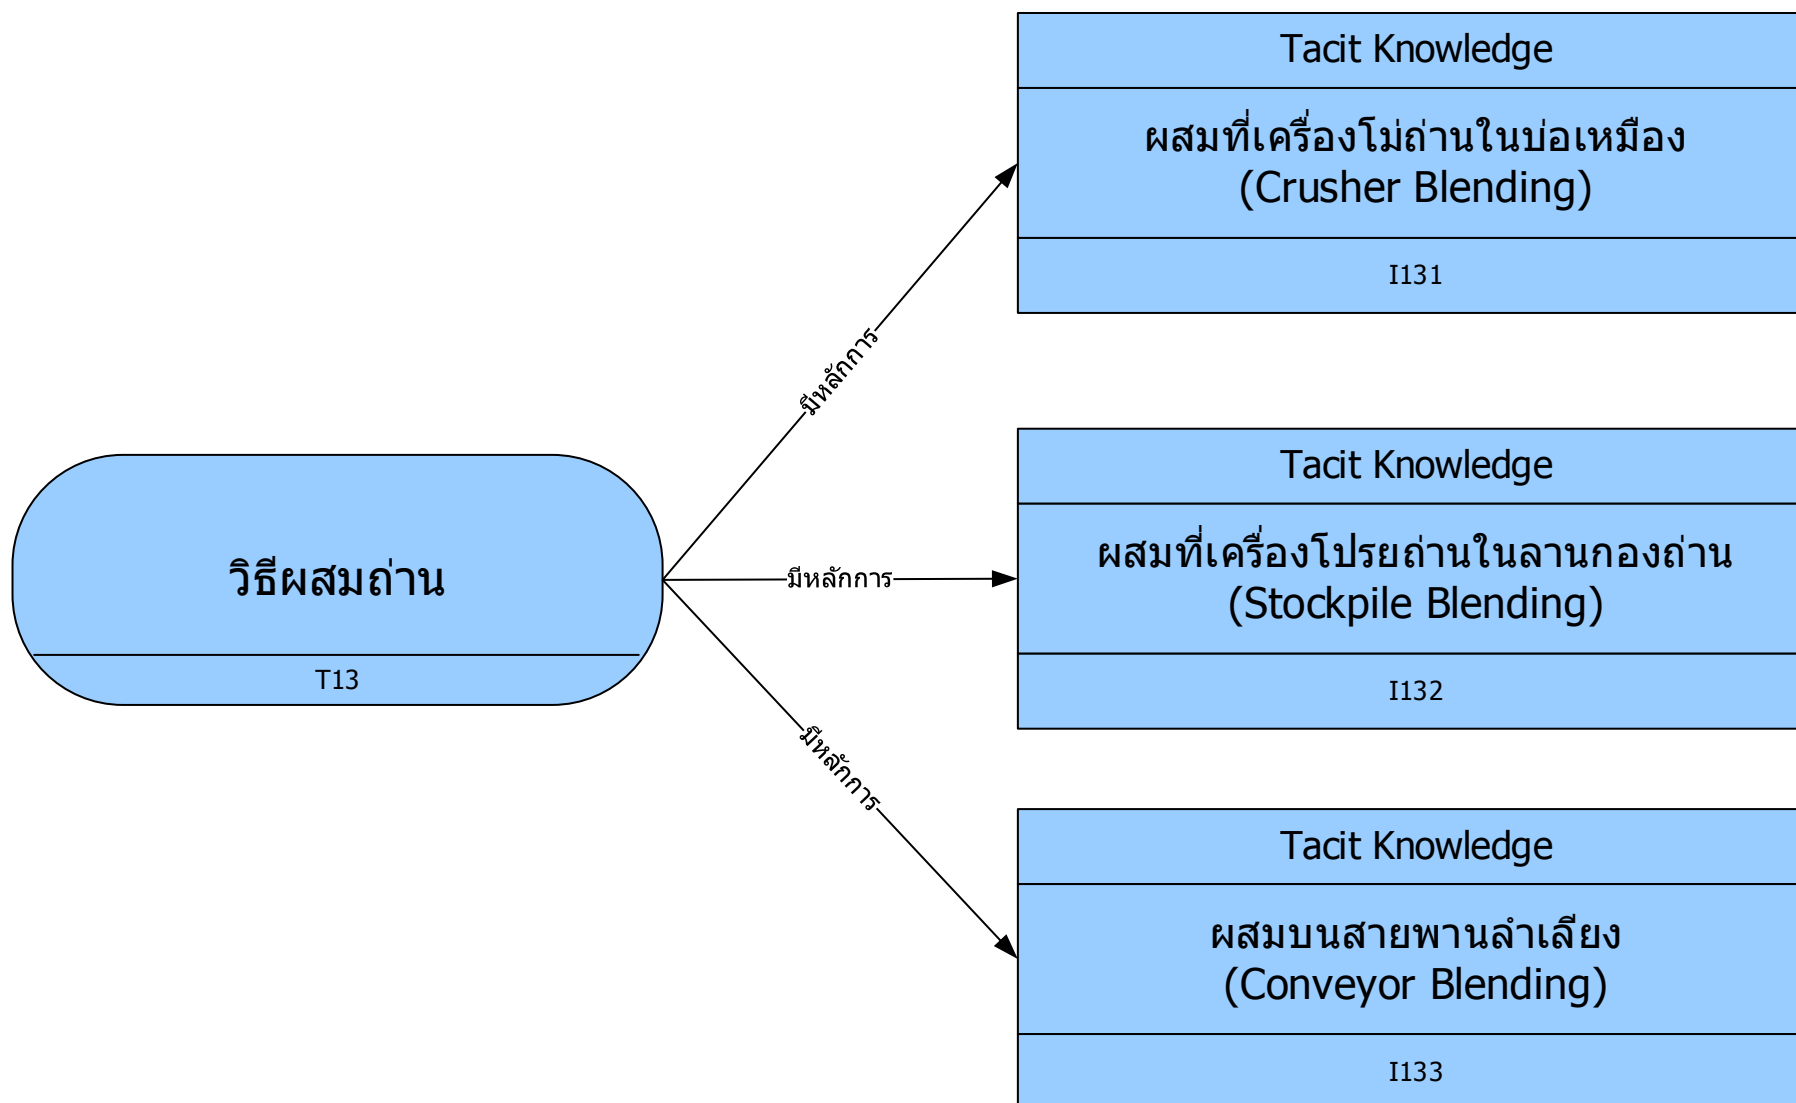 Tacit Knowledge
ผสมที่เครื่องโม่ถ่านในบ่อเหมือง
(Crusher Blending)
I131
มีหลักการ
Tacit Knowledge
ผสมที่เครื่องโปรยถ่านในลานกองถ่าน
(Stockpile Blending)
I132
มีหลักการ
วิธีผสมถ่าน
T13
มีหลักการ
Tacit Knowledge
ผสมบนสายพานลำเลียง
(Conveyor Blending)
I133